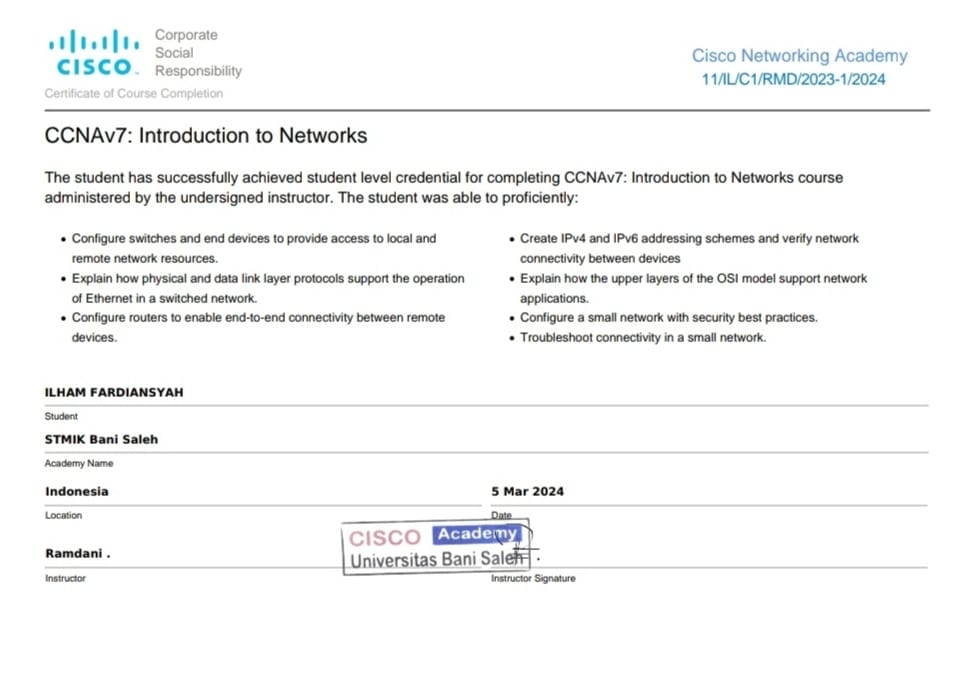 Corporate
Social
Responsibility
CISCO
Certificate of Course Completion
Cisco Networking Academy
11/IL/C1/RMD/2023-1/2024
CCNAv7: Introduction to Networks
The student has successfully achieved student level credential for completing CCNAv7: Introduction to Networks course
administered by the undersigned instructor. The student was able to proficiently:
• Configure switches and end devices to provide access to local and
remote network resources.
• Explain how physical and data link layer protocols support the operation
of Ethernet in a switched network.
• Configure routers to enable end-to-end connectivity between remote
devices.
• Create IPv4 and IPv6 addressing schemes and verify network
connectivity between devices
• Explain how the upper layers of the OSI model support network
applications.
• Configure a small network with security best practices.
• Troubleshoot connectivity in a small network.
ILHAM FARDIANSYAH
Student
STMIK Bani Saleh
Academy Name
Indonesia
Location
5 Mar 2024
Date
Ramdani .
Instructor
CISCO Academy
Universitas Bani Saleh
Instructor Signature